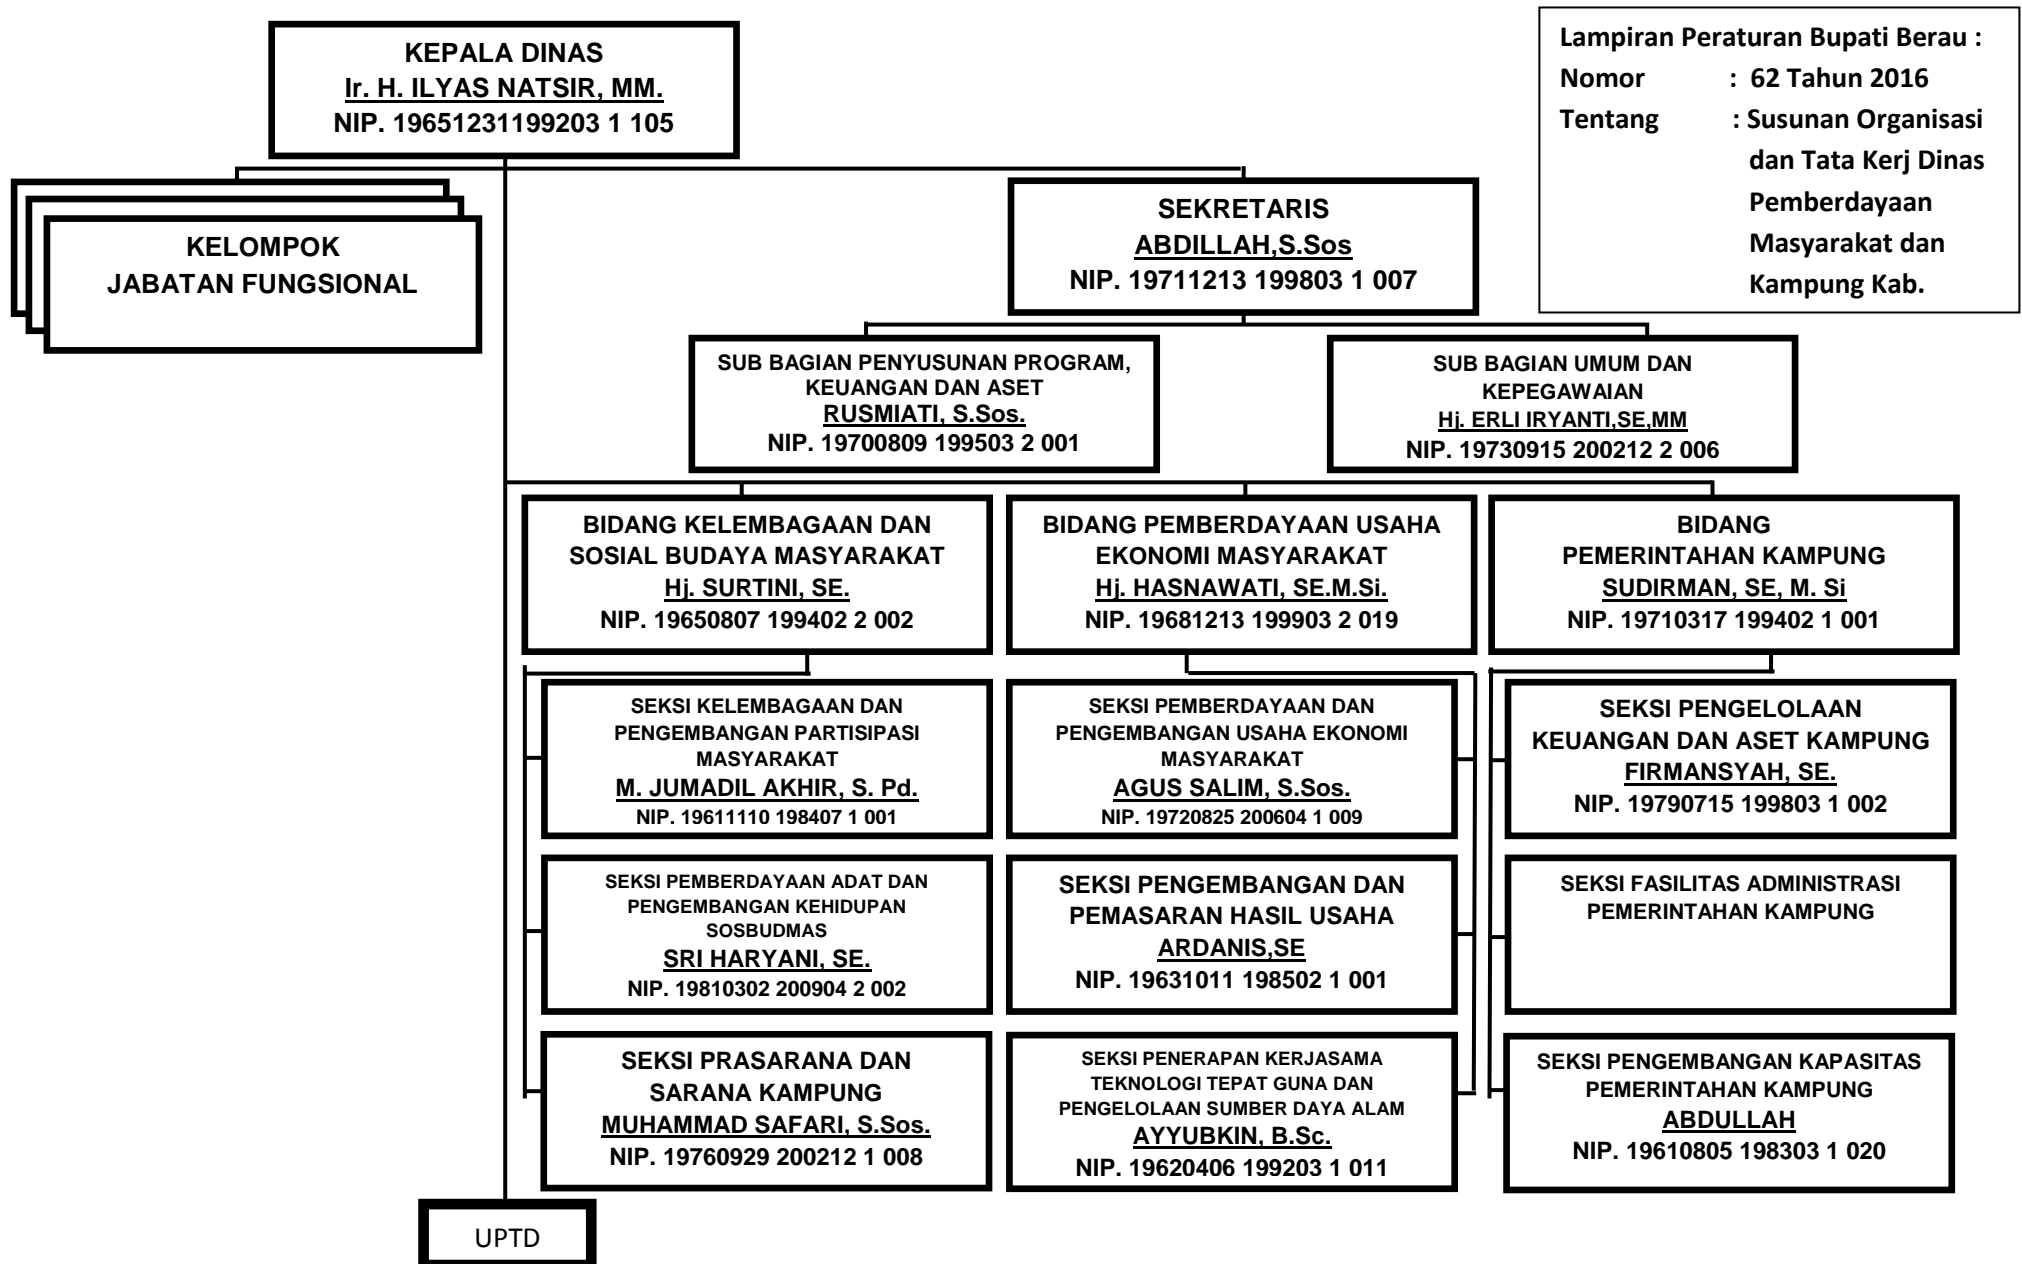 KEPALA DINAS
Ir. H. ILYAS NATSIR, MM.
NIP. 19651231199203 1 105
Lampiran Peraturan Bupati Berau :
Nomor : 62 Tahun 2016
Tentang : Susunan Organisasi
dan Tata Kerj Dinas
Pemberdayaan
Masyarakat dan
Kampung Kab.
KELOMPOK
JABATAN FUNGSIONAL
SEKRETARIS
ABDILLAH,S.Sos
NIP. 19711213 199803 1 007
SUB BAGIAN PENYUSUNAN PROGRAM,
KEUANGAN DAN ASET
RUSMIATI, S.Sos.
NIP. 19700809 199503 2 001
SUB BAGIAN UMUM DAN
KEPEGAWAIAN
Hj. ERLI IRYANTI,SE,MM
NIP. 19730915 200212 2 006
BIDANG KELEMBAGAAN DAN
SOSIAL BUDAYA MASYARAKAT
Hj. SURTINI, SE.
NIP. 19650807 199402 2 002
BIDANG PEMBERDAYAAN USAHA
EKONOMI MASYARAKAT
Hj. HASNAWATI, SE.M.Si.
NIP. 19681213 199903 2 019
BIDANG
PEMERINTAHAN KAMPUNG
SUDIRMAN, SE, M. Si
NIP. 19710317 199402 1 001
SEKSI KELEMBAGAAN DAN
PENGEMBANGAN PARTISIPASI
MASYARAKAT
M. JUMADIL AKHIR, S. Pd.
NIP. 19611110 198407 1 001
SEKSI PEMBERDAYAAN DAN
PENGEMBANGAN USAHA EKONOMI
MASYARAKAT
AGUS SALIM, S.Sos.
NIP. 19720825 200604 1 009
SEKSI PENGELOLAAN
KEUANGAN DAN ASET KAMPUNG
FIRMANSYAH, SE.
NIP. 19790715 199803 1 002
SEKSI PEMBERDAYAAN ADAT DAN
PENGEMBANGAN KEHIDUPAN
SOSBUDMAS
SRI HARYANI, SE.
NIP. 19810302 200904 2 002
SEKSI PENGEMBANGAN DAN
PEMASARAN HASIL USAHA
ARDANIS,SE
NIP. 19631011 198502 1 001
SEKSI FASILITAS ADMINISTRASI
PEMERINTAHAN KAMPUNG
SEKSI PRASARANA DAN
SARANA KAMPUNG
MUHAMMAD SAFARI, S.Sos.
NIP. 19760929 200212 1 008
SEKSI PENERAPAN KERJASAMA
TEKNOLOGI TEPAT GUNA DAN
PENGELOLAAN SUMBER DAYA ALAM
AYYUBKIN, B.Sc.
NIP. 19620406 199203 1 011
SEKSI PENGEMBANGAN KAPASITAS
PEMERINTAHAN KAMPUNG
ABDULLAH
NIP. 19610805 198303 1 020
UPTD